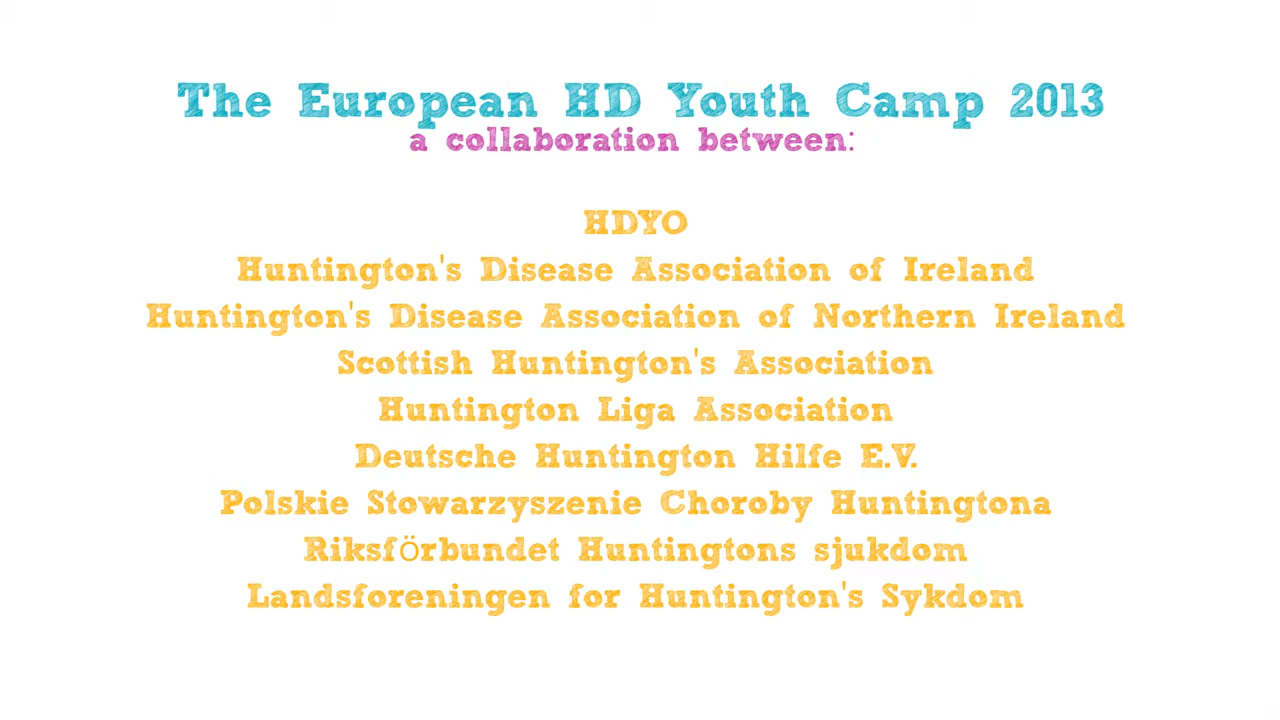 The European HD Youth Camp 2013
a collaboration between:
HDYO
Huntington's Disease Association of Ireland
Huntington's Disease Association of Northern Ireland
Scottish Huntington's Association
Huntington Liga Association
Deutsche Huntington Hilfe E.V.
Polskie Stowarzyszenie Choroby Huntingtona
RiksfÖrbundet Huntingtons sjukdom
Landsforeningen for Huntington's Sykdom